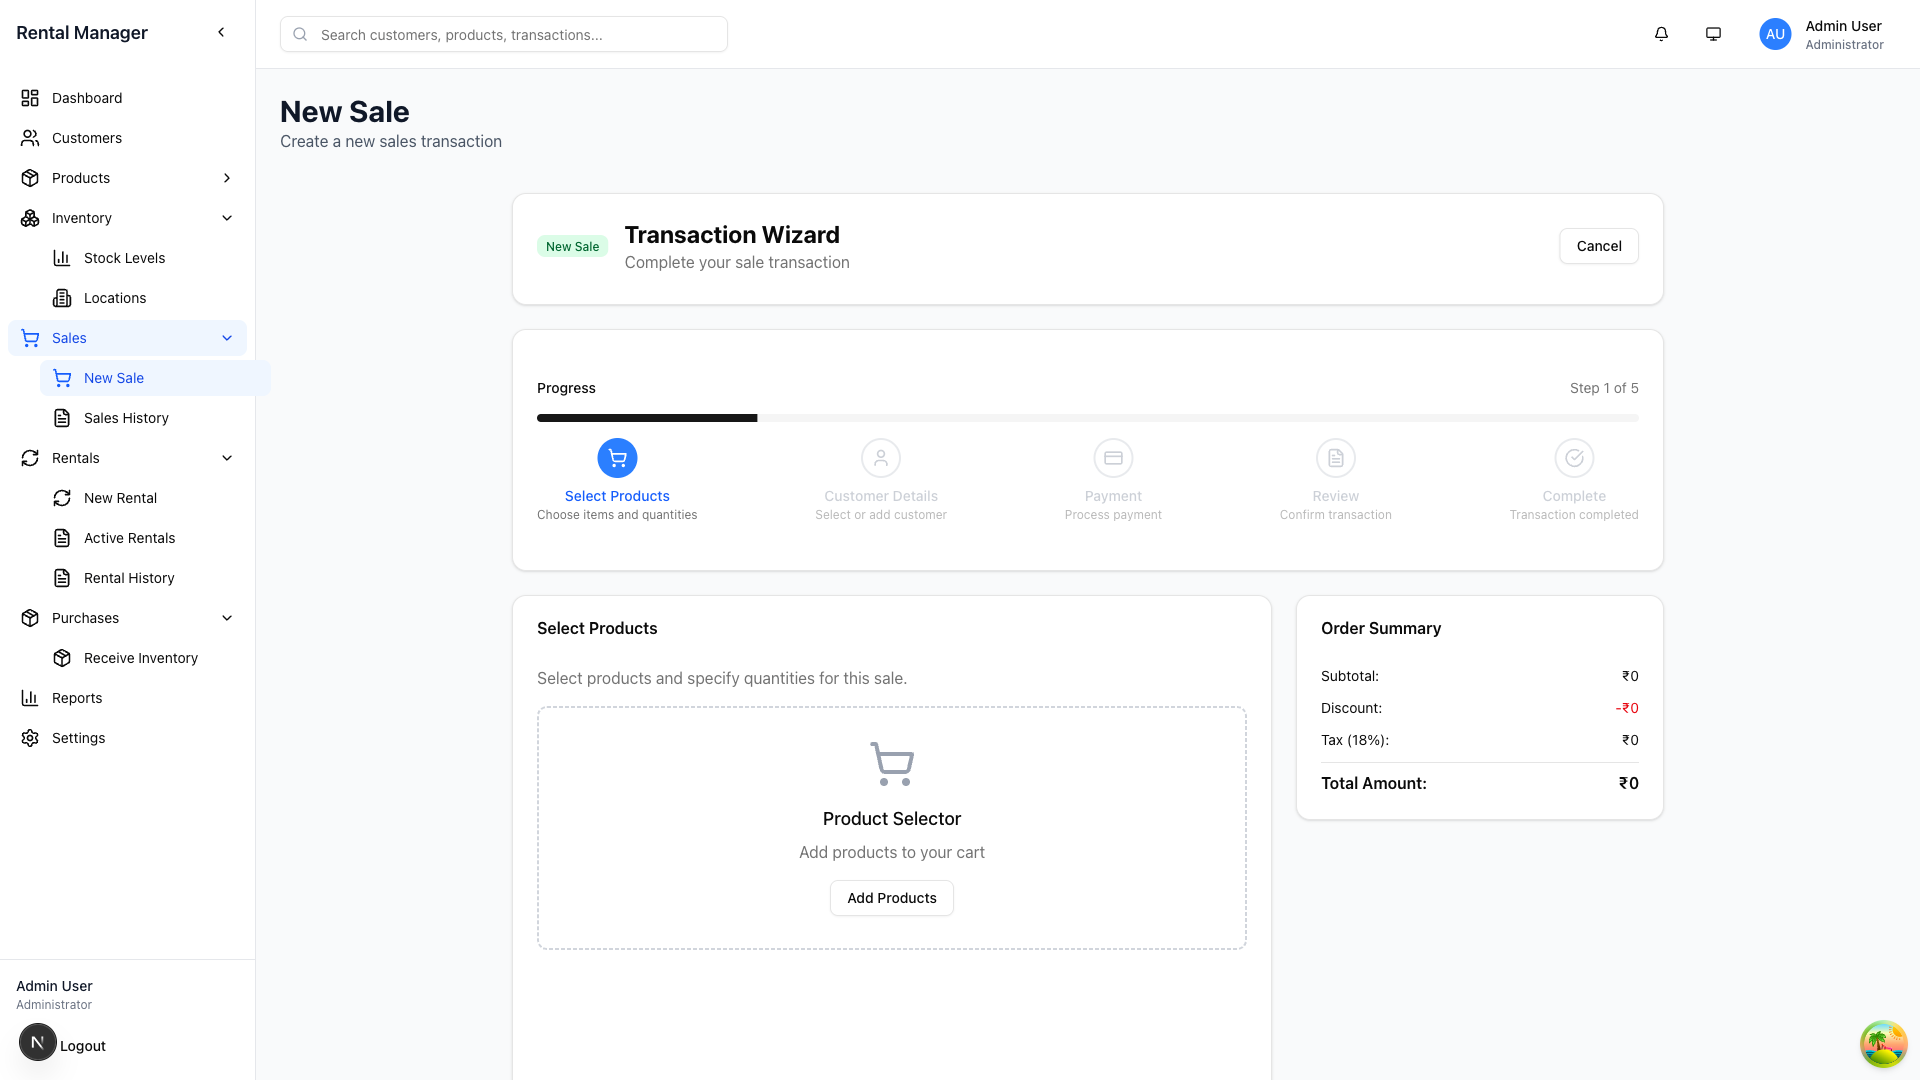 Rental Manager
Dashboard
Customers
Products
Inventory
Stock Levels
Locations
Sales
New Sale
Sales History
Rentals
New Rental
Active Rentals
Rental History
Purchases
Receive Inventory
Reports
Settings
Admin User
Administrator
N
Logout
Search customers, products, transactions...
AU
Admin User
Administrator
New Sale
Create a new sales transaction
New Sale
Transaction Wizard
Complete your sale transaction
Cancel
Progress
Step 1 of 5
Select Products
Choose items and quantities
Customer Details
Select or add customer
Payment
Process payment
Review
Confirm transaction
Complete
Transaction completed
Select Products
Select products and specify quantities for this sale.
Product Selector
Add products to your cart
Add Products
Order Summary
Subtotal: ₹0
Discount: -₹0
Tax (18%): ₹0
Total Amount: ₹0